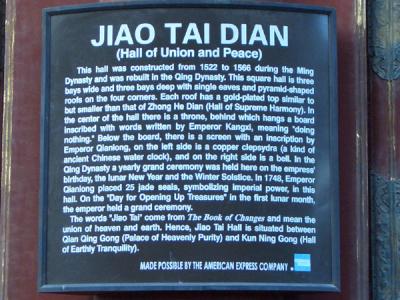 JIAO TAI DIAN
(Hall of Union and Peace)
This hall was constructed from 1522 to 1566 during the Ming
Dynasty and was rebuilt in the Qing Dynasty. This square hall is three
bays wide and three bays deep with single eaves and pyramid-shaped
roofs on the four corners. Each roof has a gold-plated top similar to
but smaller than that of Zhong He Dian (Hall of Supreme Harmony). In
the center of the hall there is a throne, behind which hangs a board
inscribed with words written by Emperor Kangxi, meaning "doing
nothing." Below the board, there is a screen with an inscription by
Emperor Qianlong, on the left side is a copper clepsydra (a kind of
ancient Chinese water clock), and on the right side is a bell. In the
Qing Dynasty a yearly grand ceremony was held here on the empress'
birthday, the lunar New Year and the Winter Solstice. In 1748, Emperor
Qianlong placed 25 jade seals, symbolizing imperial power, in this
hall. On the "Day for Opening Up Treasures" in the first lunar month,
the emperor held a grand ceremony.
The words "Jiao Tai" come from The Book of Changes and mean the
union of heaven and earth. Hence, Jiao Tai Hall is situated between
Qian Qing Gong (Palace of Heavenly Purity) and Kun Ning Gong (Hall
of Earthly Tranquility).
MADE POSSIBLE BY THE AMERICAN EXPRESS COMPANY